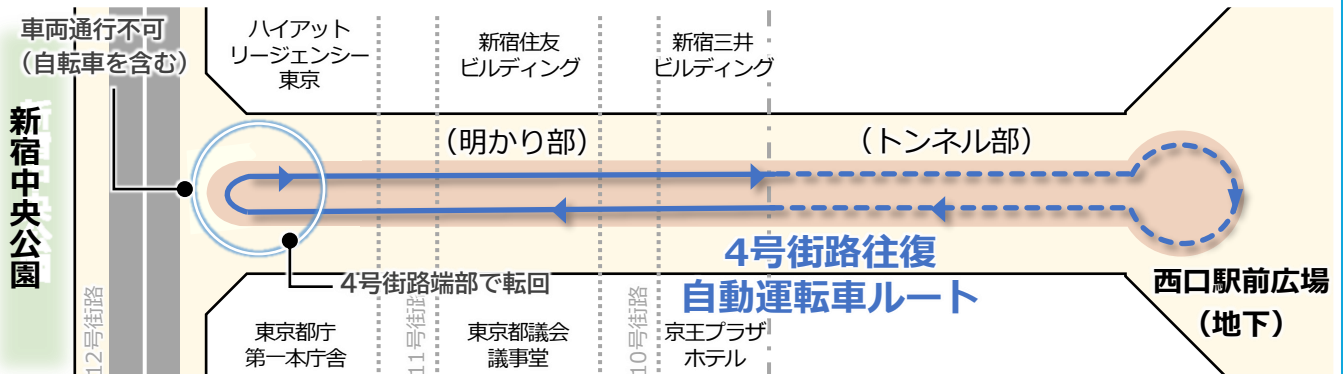 車両通行不可
（自転車を含む）
ハイアット
リージェンシー
東京
新宿住友
ビルディング
新宿三井
ビルディング
新宿中央公園
（明かり部）
（トンネル部）
4号街路往復
自動運転車ルート
4号街路端部で転回
西口駅前広場
（地下）
12号街路
東京都庁
第一本庁舎
11号街路
東京都議会
議事堂
10号街路
京王プラザ
ホテル